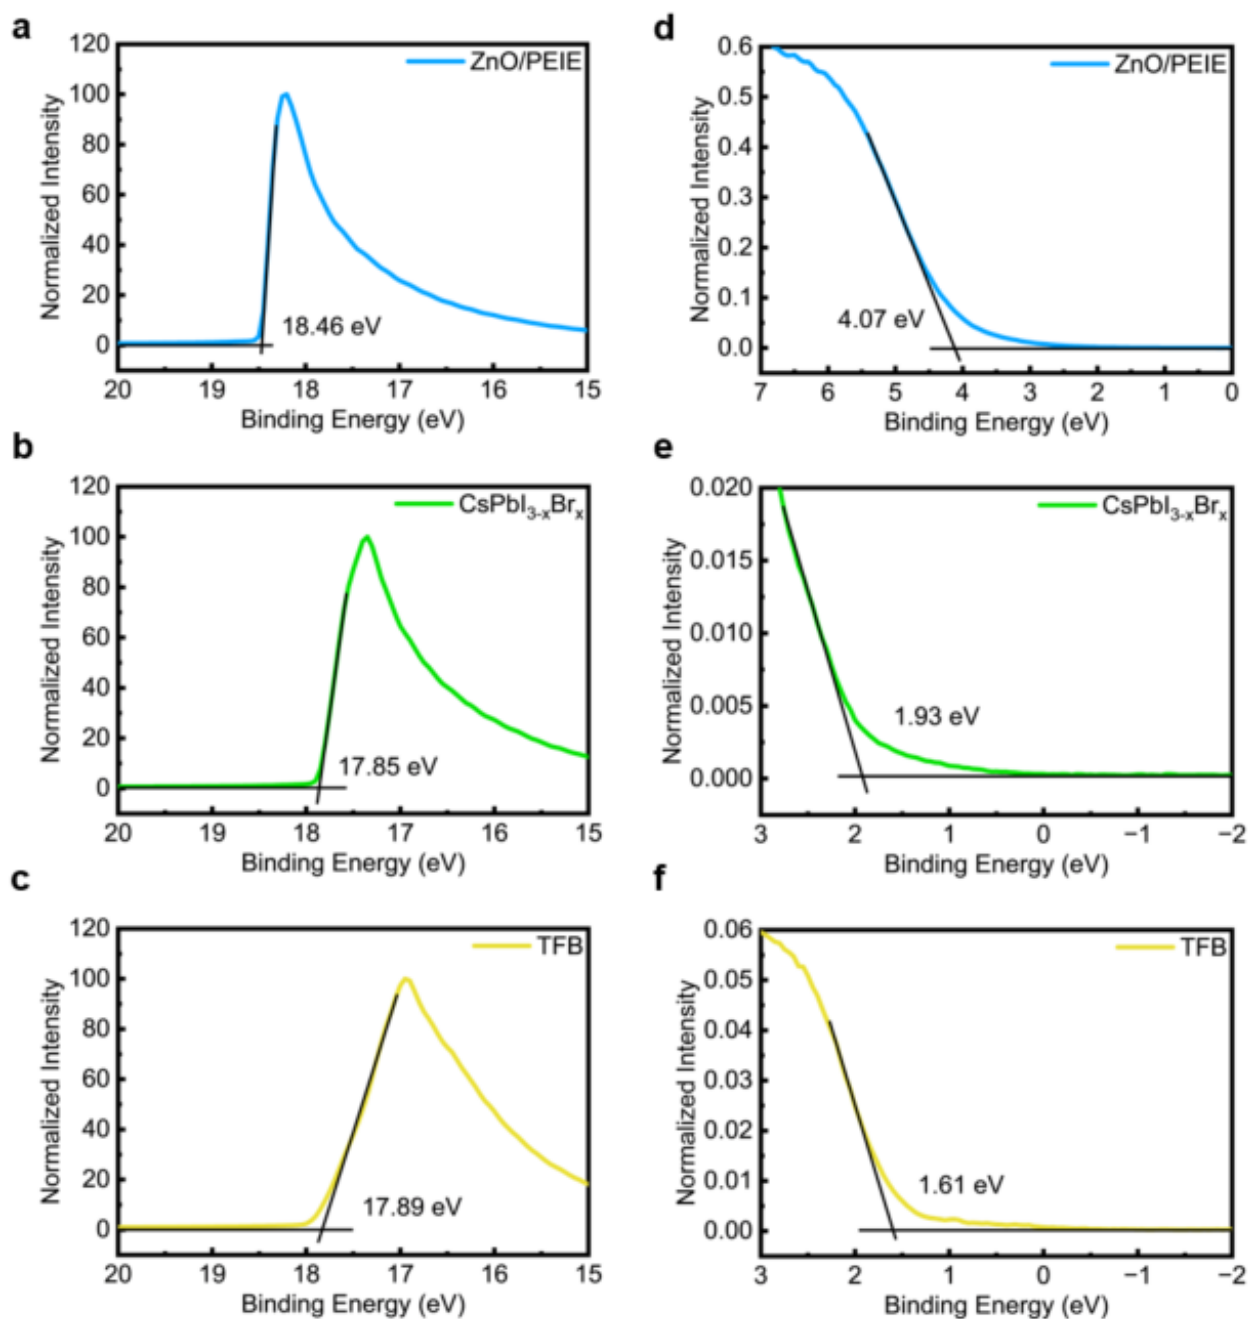 a
120
100
80
60
40
20
0
Normalized Intensity
ZnO/PEIE
18.46 eV
20 19 18 17 16 15
Binding Energy (eV)
d
0.6
0.5
0.4
0.3
0.2
0.1
0.0
Normalized Intensity
ZnO/PEIE
4.07 eV
7 6 5 4 3 2 1 0
Binding Energy (eV)
b
120
100
80
60
40
20
0
Normalized Intensity
CsPbI3-xBrx
17.85 eV
20 19 18 17 16 15
Binding Energy (eV)
e
0.020
0.015
0.010
0.005
0.000
Normalized Intensity
CsPbI3-xBrx
1.93 eV
3 2 1 0 −1 −2
Binding Energy (eV)
c
120
100
80
60
40
20
0
Normalized Intensity
TFB
17.89 eV
20 19 18 17 16 15
Binding Energy (eV)
f
0.06
0.05
0.04
0.03
0.02
0.01
0.00
Normalized Intensity
TFB
1.61 eV
3 2 1 0 −1 −2
Binding Energy (eV)